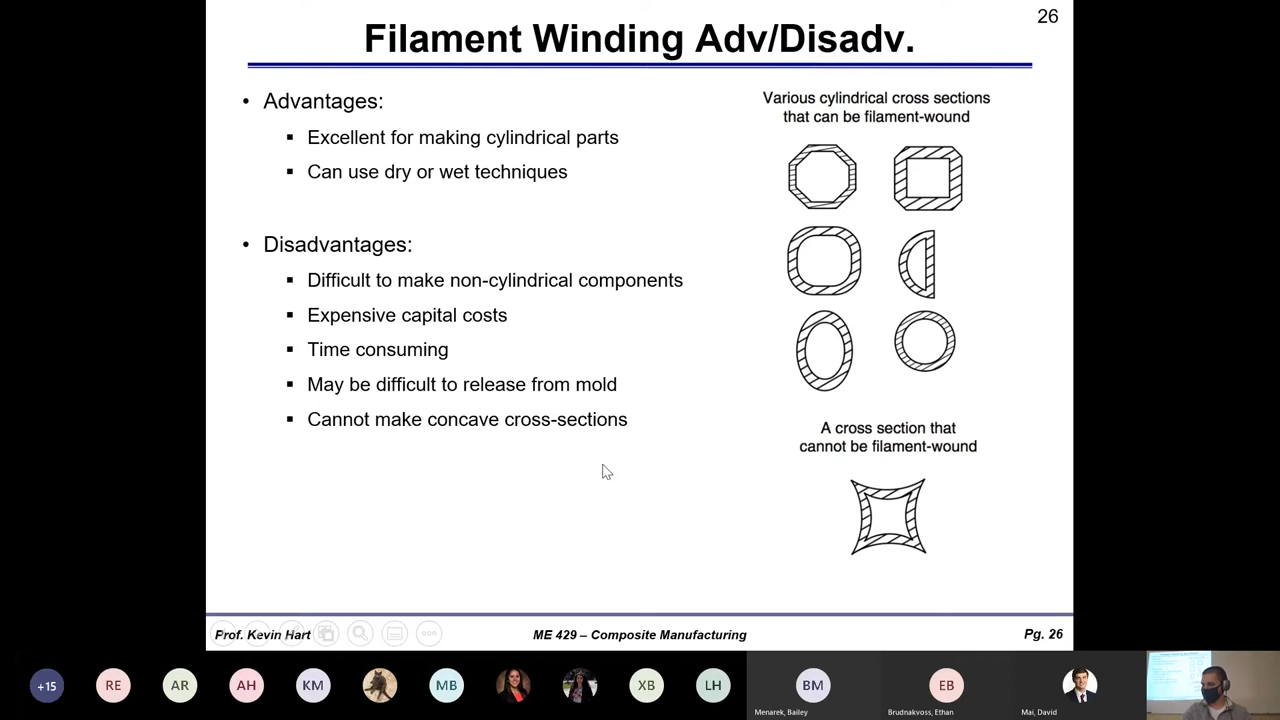 26
Filament Winding Adv/Disadv.
• Advantages:
▪ Excellent for making cylindrical parts
▪ Can use dry or wet techniques
• Disadvantages:
▪ Difficult to make non-cylindrical components
▪ Expensive capital costs
▪ Time consuming
▪ May be difficult to release from mold
▪ Cannot make concave cross-sections
Various cylindrical cross sections
that can be filament-wound
A cross section that
cannot be filament-wound
Prof. Kevin Hart
ME 429 – Composite Manufacturing
Pg. 26
+15
RE
AR
AH
KM
MB
XB
LH
BM
EB
Menarek, Bailey
Brudnakvoss, Ethan
Mai, David